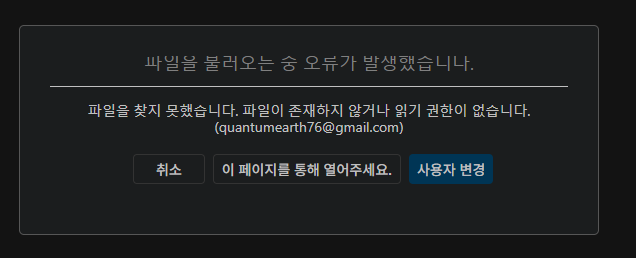 파일을 불러오는 중 오류가 발생했습니다.
파일을 찾지 못했습니다. 파일이 존재하지 않거나 읽기 권한이 없습니다.
(quantumearth76@gmail.com)
취소
이 페이지를 통해 열어주세요.
사용자 변경